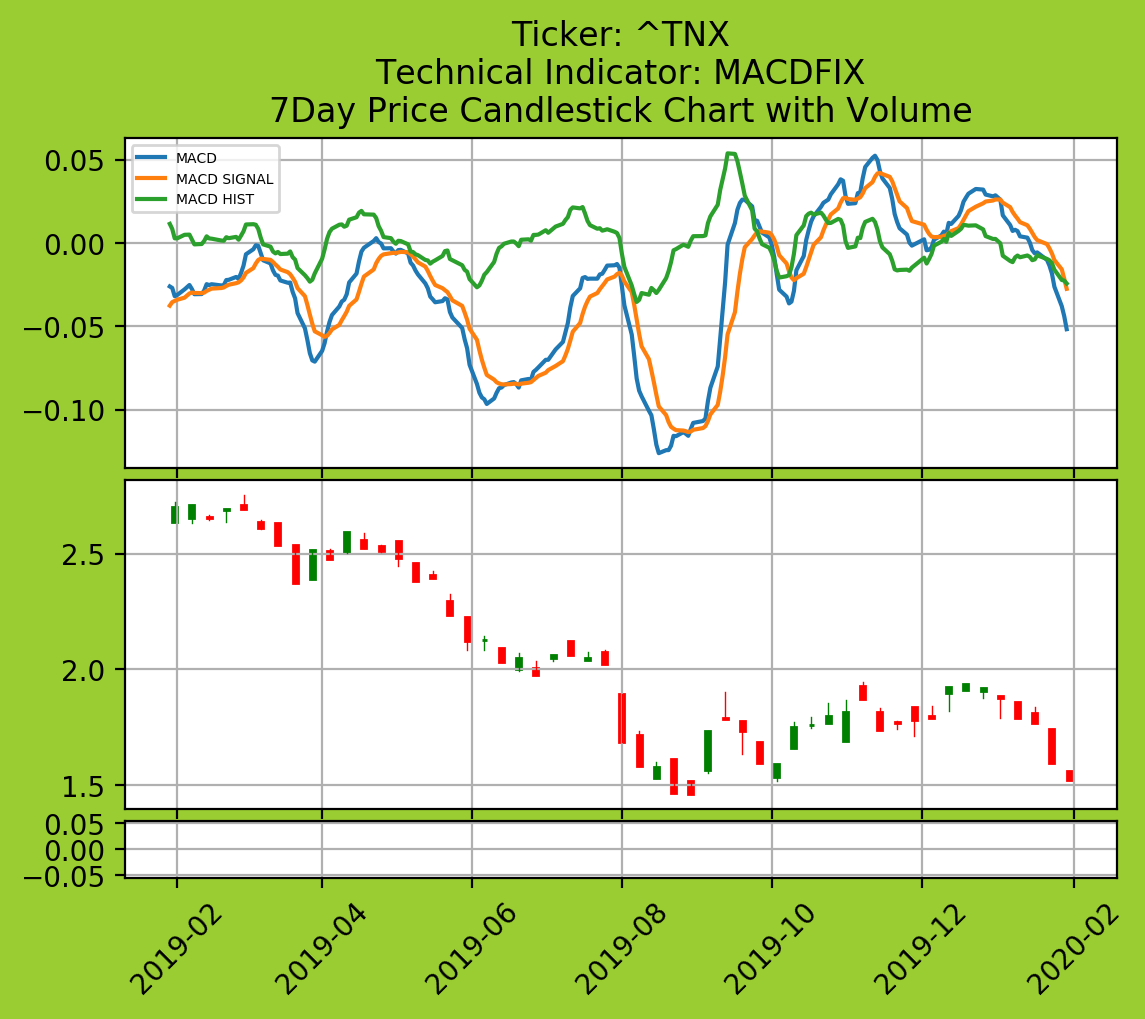 Ticker: ^TNX
Technical Indicator: MACDFIX
7Day Price Candlestick Chart with Volume
MACD
MACD SIGNAL
MACD HIST
0.05
0.00
−0.05
−0.10
2.5
2.0
1.5
0.05
0.00
−0.05
2019-02
2019-04
2019-06
2019-08
2019-10
2019-12
2020-02